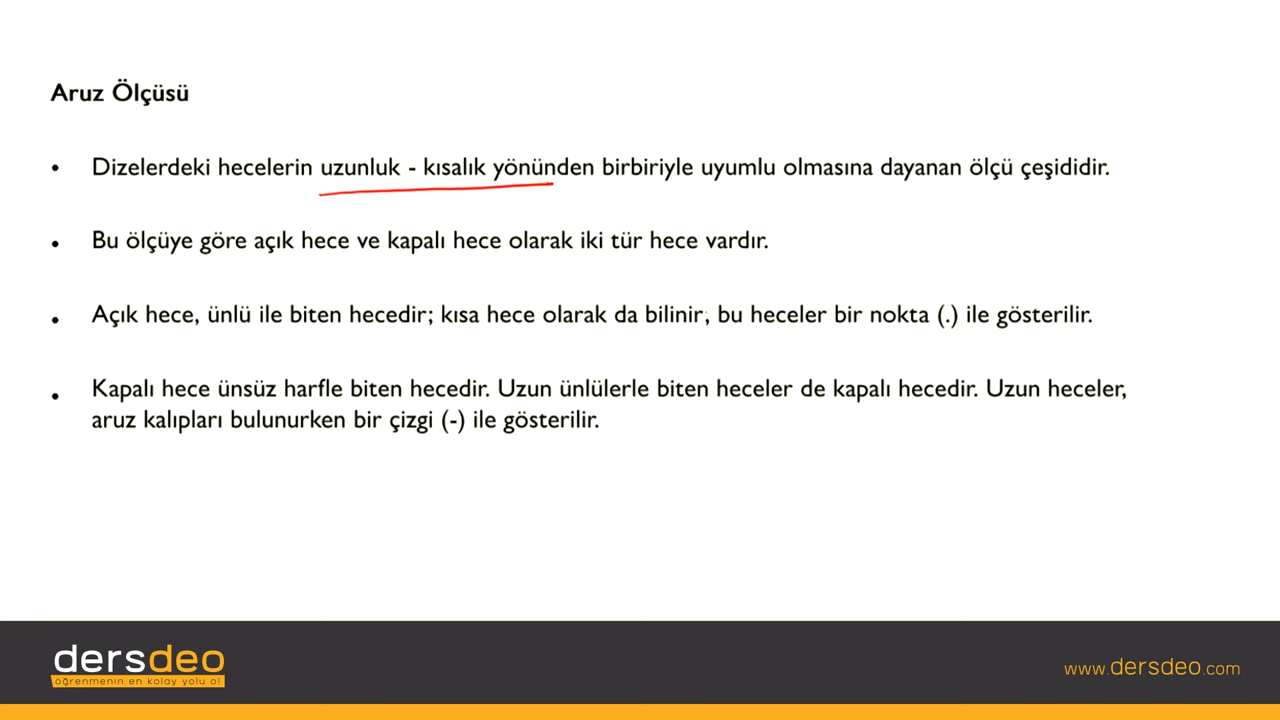 Aruz Ölçüsü
• Dizelerdeki hecelerin uzunluk - kısalık yönünden birbiriyle uyumlu olmasına dayanan ölçü çeşididir.
• Bu ölçüye göre açık hece ve kapalı hece olarak iki tür hece vardır.
• Açık hece, ünlü ile biten hecedir; kısa hece olarak da bilinir, bu heceler bir nokta (.) ile gösterilir.
• Kapalı hece ünsüz harfle biten hecedir. Uzun ünlülerle biten heceler de kapalı hecedir. Uzun heceler,
aruz kalıpları bulunurken bir çizgi (-) ile gösterilir.
dersdeo
öğrenmenin en kolay yolu o!
www.dersdeo.com